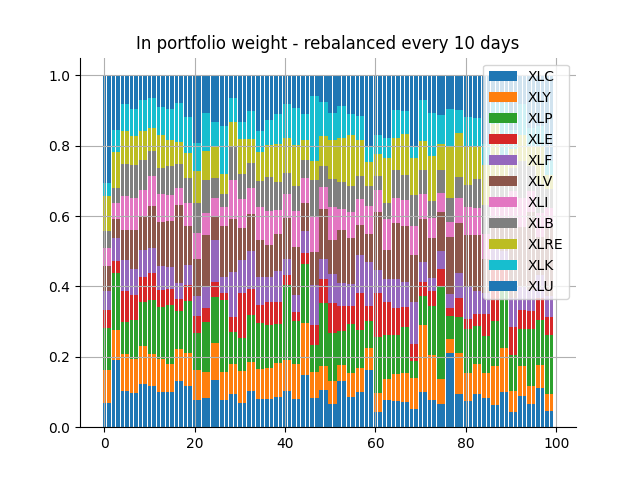 In portfolio weight - rebalanced every 10 days
1.0
0.8
0.6
0.4
0.2
0.0
0
20
40
60
80
100
XLC
XLY
XLP
XLE
XLF
XLV
XLI
XLB
XLRE
XLK
XLU